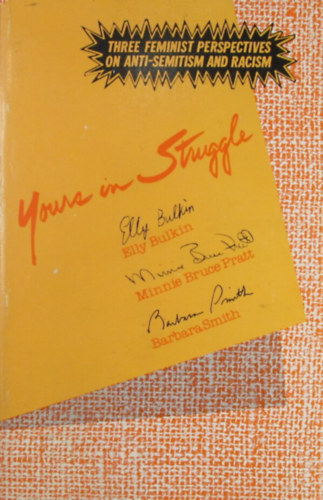 THREE FEMINIST PERSPECTIVES
ON ANTI-SEMITISM AND RACISM
Yours in Struggle
Elly Bulkin
Elly Bulkin
Minnie Bruce Pratt
Minnie Bruce Pratt
Barbara Smith
Barbara Smith